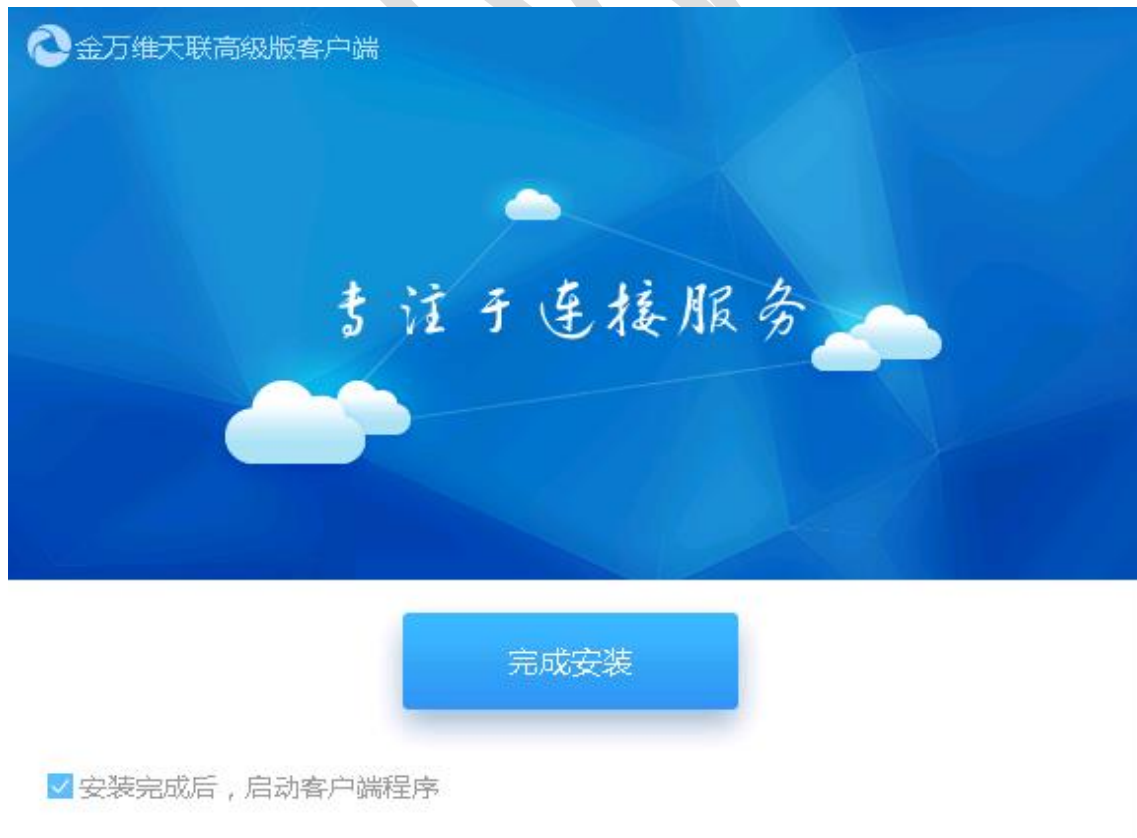 金万维天联高级版客户端
专注于连接服务
完成安装
安装完成后，启动客户端程序